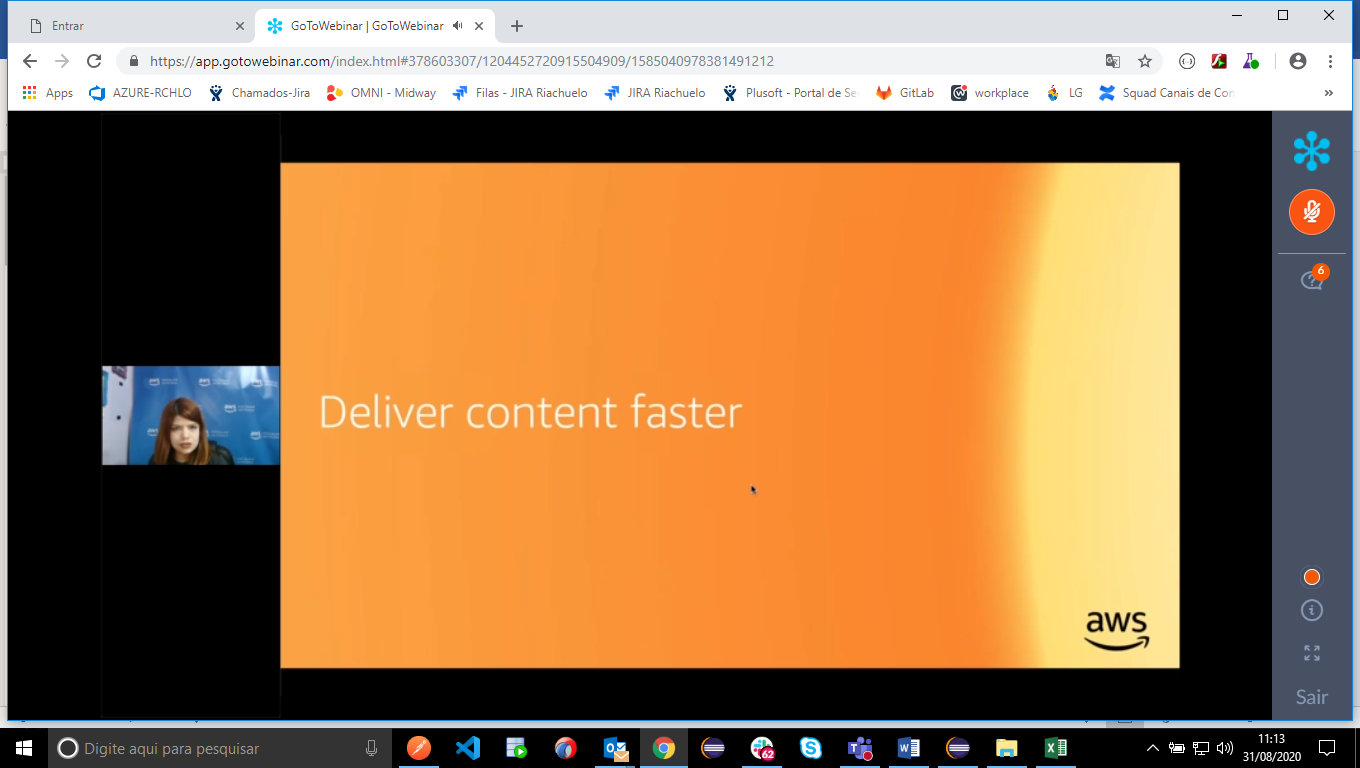 Entrar
GoToWebinar | GoToWebinar
https://app.gotowebinar.com/index.html#378603307/1204452720915504909/1585040978381491212
Apps
AZURE-RCHLO
Chamados-Jira
OMNI - Midway
Filas - JIRA Riachuelo
JIRA Riachuelo
Plusoft - Portal de Se
GitLab
workplace
LG
Squad Canais de Con
»
6
Deliver content faster
aws
Sair
Digite aqui para pesquisar
62
11:13
31/08/2020